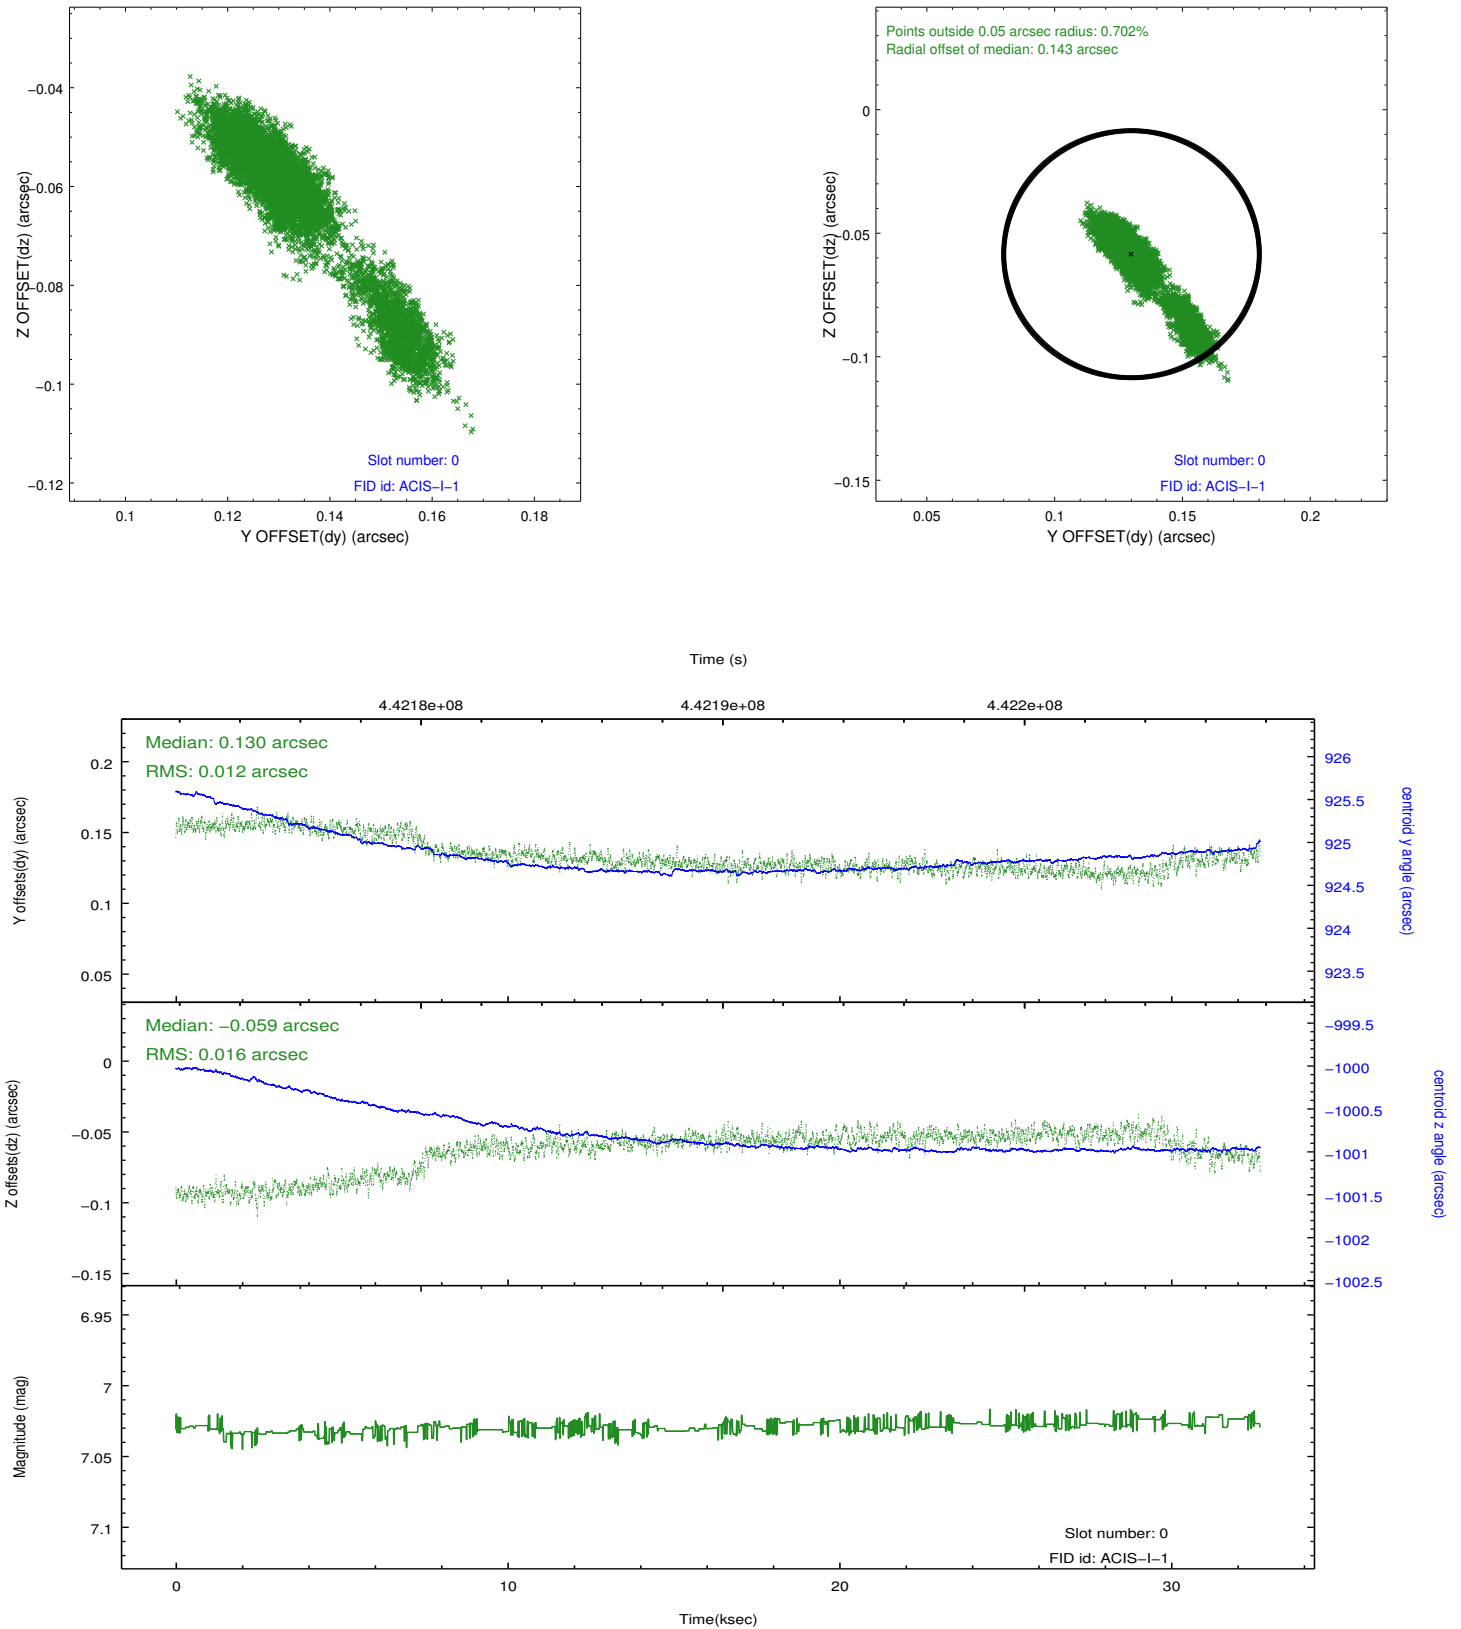 −0.04
−0.06
−0.08
−0.1
−0.12
Z OFFSET(dz) (arcsec)
0.1 0.12 0.14 0.16 0.18
Y OFFSET(dy) (arcsec)
Slot number: 0
FID id: ACIS−I−1
Points outside 0.05 arcsec radius: 0.702%
Radial offset of median: 0.143 arcsec
0
−0.05
−0.1
−0.15
Z OFFSET(dz) (arcsec)
0.05 0.1 0.15 0.2
Y OFFSET(dy) (arcsec)
Slot number: 0
FID id: ACIS−I−1
Time (s)
4.4218e+08 4.4219e+08 4.422e+08
Median: 0.130 arcsec
RMS: 0.012 arcsec
0.2
0.15
0.1
0.05
Y offsets(dy) (arcsec)
926
925.5
925
924.5
924
923.5
centroid y angle (arcsec)
Median: −0.059 arcsec
RMS: 0.016 arcsec
0
−0.05
−0.1
−0.15
Z offsets(dz) (arcsec)
−999.5
−1000
−1000.5
−1001
−1001.5
−1002
−1002.5
centroid z angle (arcsec)
6.95
7
7.05
7.1
Magnitude (mag)
Slot number: 0
FID id: ACIS−I−1
0 10 20 30
Time(ksec)